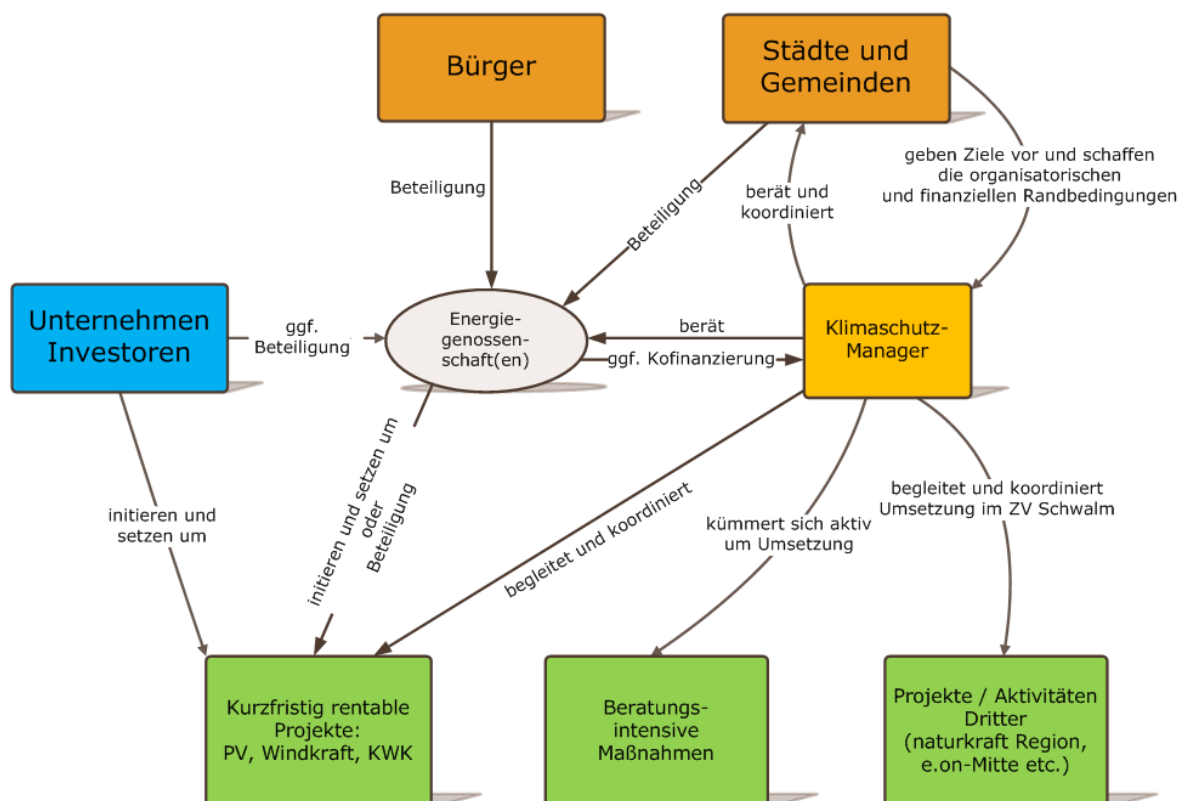 Bürger
Städte und
Gemeinden
Beteiligung
Beteiligung
berät und
koordiniert
geben Ziele vor und schaffen
die organisatorischen
und finanziellen Randbedingungen
Unternehmen
Investoren
ggf.
Beteiligung
Energie-
genossen-
schaft(en)
berät
ggf. Kofinanzierung
Klimaschutz-
Manager
initieren und
setzen um
initieren und setzen um
oder
Beteiligung
begleitet und koordiniert
kümmert sich aktiv
um Umsetzung
begleitet und koordiniert
Umsetzung im ZV Schwalm
Kurzfristig rentable
Projekte:
PV, Windkraft, KWK
Beratungs-
intensive
Maßnahmen
Projekte / Aktivitäten
Dritter
(naturkraft Region,
e.on-Mitte etc.)